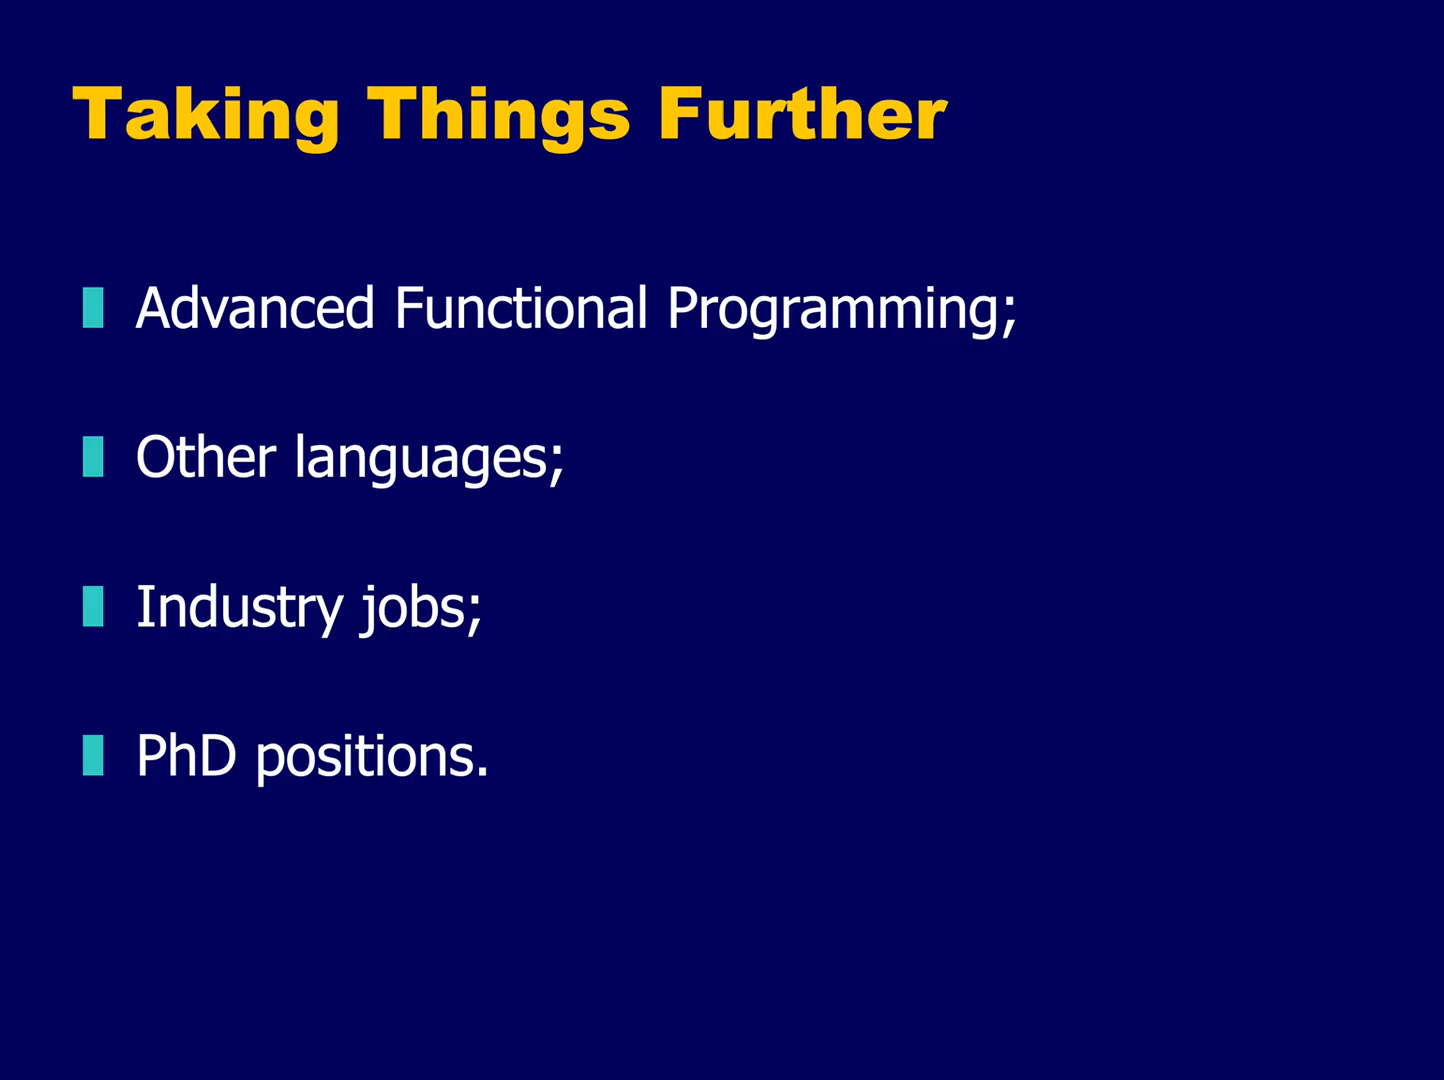 Taking Things Further
Advanced Functional Programming;
Other languages;
Industry jobs;
PhD positions.